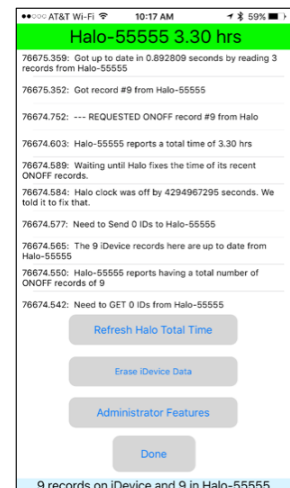 AT&T Wi-Fi 10:17 AM 59%
Halo-55555 3.30 hrs
76675.359: Got up to date in 0.892809 seconds by reading 3
records from Halo-55555
76675.352: Got record #9 from Halo-55555
76674.752: --- REQUESTED ONOFF record #9 from Halo
76674.603: Halo-55555 reports a total time of 3.30 hrs
76674.589: Waiting until Halo fixes the time of its recent
ONOFF records.
76674.584: Halo clock was off by 4294967295 seconds. We
told it to fix that.
76674.577: Need to Send 0 IDs to Halo-55555
76674.565: The 9 iDevice records here are up to date from
Halo-55555
76674.550: Halo-55555 reports having a total number of
ONOFF records of 9
76674.542: Need to GET 0 IDs from Halo-55555
Refresh Halo Total Time
Erase iDevice Data
Administrator Features
Done
9 records on iDevice and 9 in Halo-55555